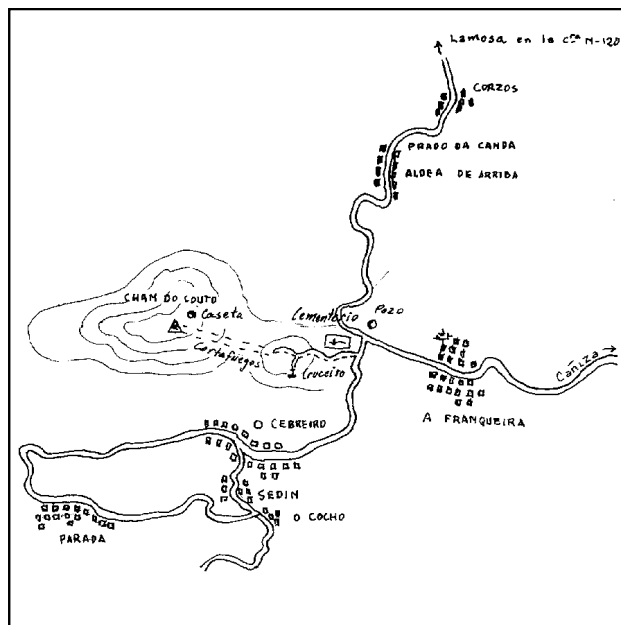 Lamosa en la Cra N-120
CORZOS
PRADO DA CANDA
ALDEA DE ARRIBA
CHAN DO COUTO
Caseta
Cementerio
Pozo
Cortafuegos
Cruceiro
Cañiza
A FRANQUEIRA
O CEBREIRO
SEDIN
O COCHO
PARADA